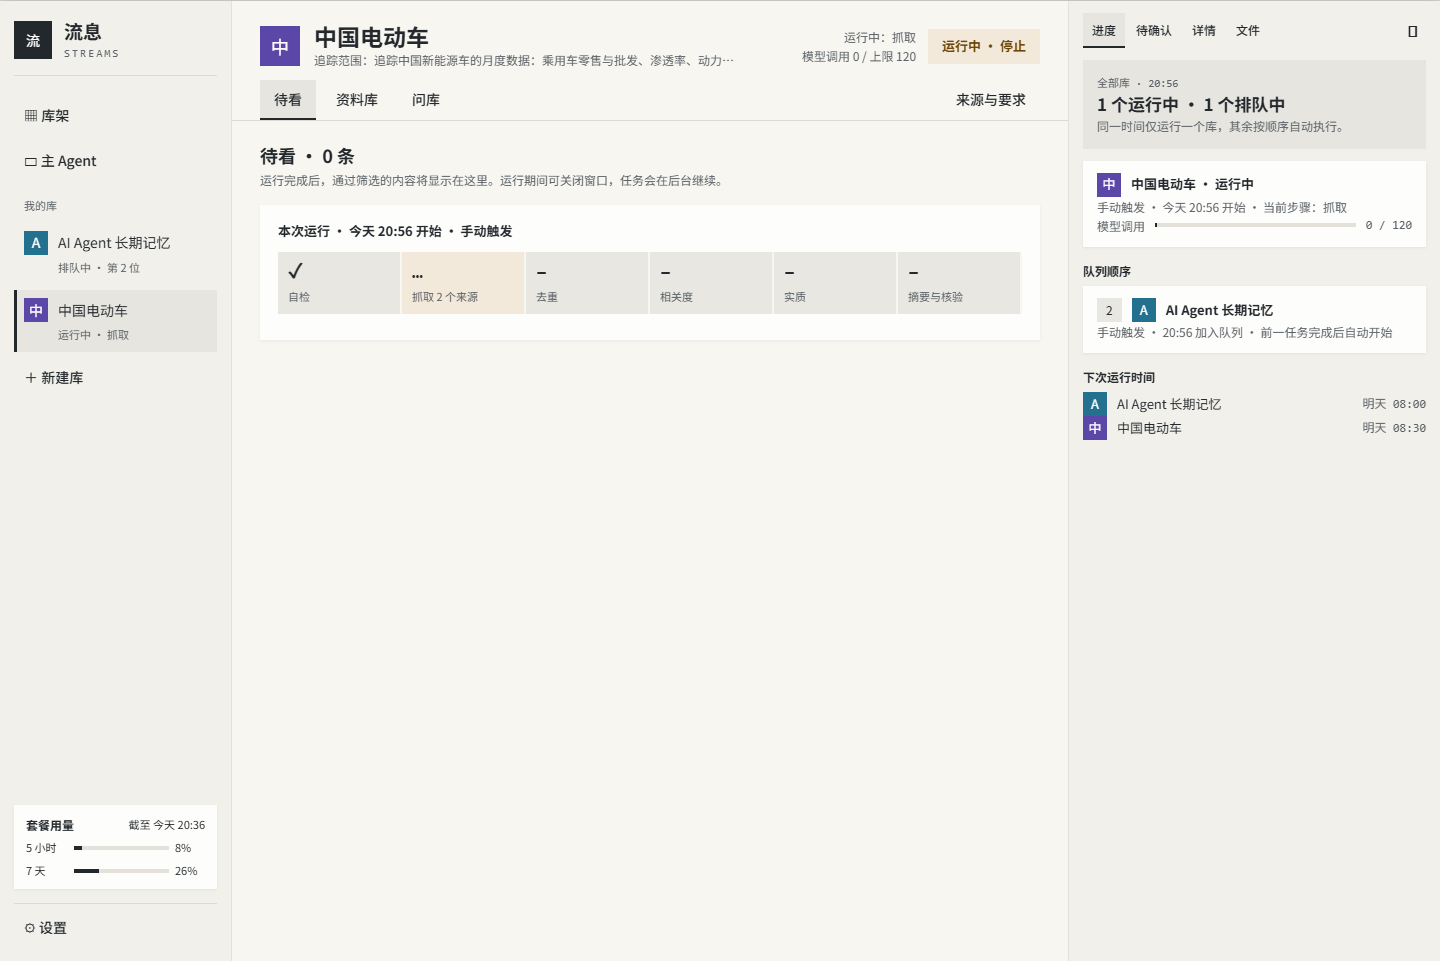 流
流息
STREAMS
库架
主 Agent
我的库
A
AI Agent 长期记忆
排队中 · 第 2 位
中
中国电动车
运行中 · 抓取
＋ 新建库
套餐用量
截至 今天 20:36
5 小时
8%
7 天
26%
设置
中
中国电动车
追踪范围：追踪中国新能源车的月度数据：乘用车零售与批发、渗透率、动力…
运行中：抓取
模型调用 0 / 上限 120
运行中 · 停止
待看
资料库
问库
来源与要求
待看 · 0 条
运行完成后，通过筛选的内容将显示在这里。运行期间可关闭窗口，任务会在后台继续。
本次运行 · 今天 20:56 开始 · 手动触发
✓
自检
…
抓取 2 个来源
–
去重
–
相关度
–
实质
–
摘要与核验
进度
待确认
详情
文件
全部库 · 20:56
1 个运行中 · 1 个排队中
同一时间仅运行一个库，其余按顺序自动执行。
中
中国电动车 · 运行中
手动触发 · 今天 20:56 开始 · 当前步骤：抓取
模型调用
0 / 120
队列顺序
2
A
AI Agent 长期记忆
手动触发 · 20:56 加入队列 · 前一任务完成后自动开始
下次运行时间
A
AI Agent 长期记忆
明天 08:00
中
中国电动车
明天 08:30